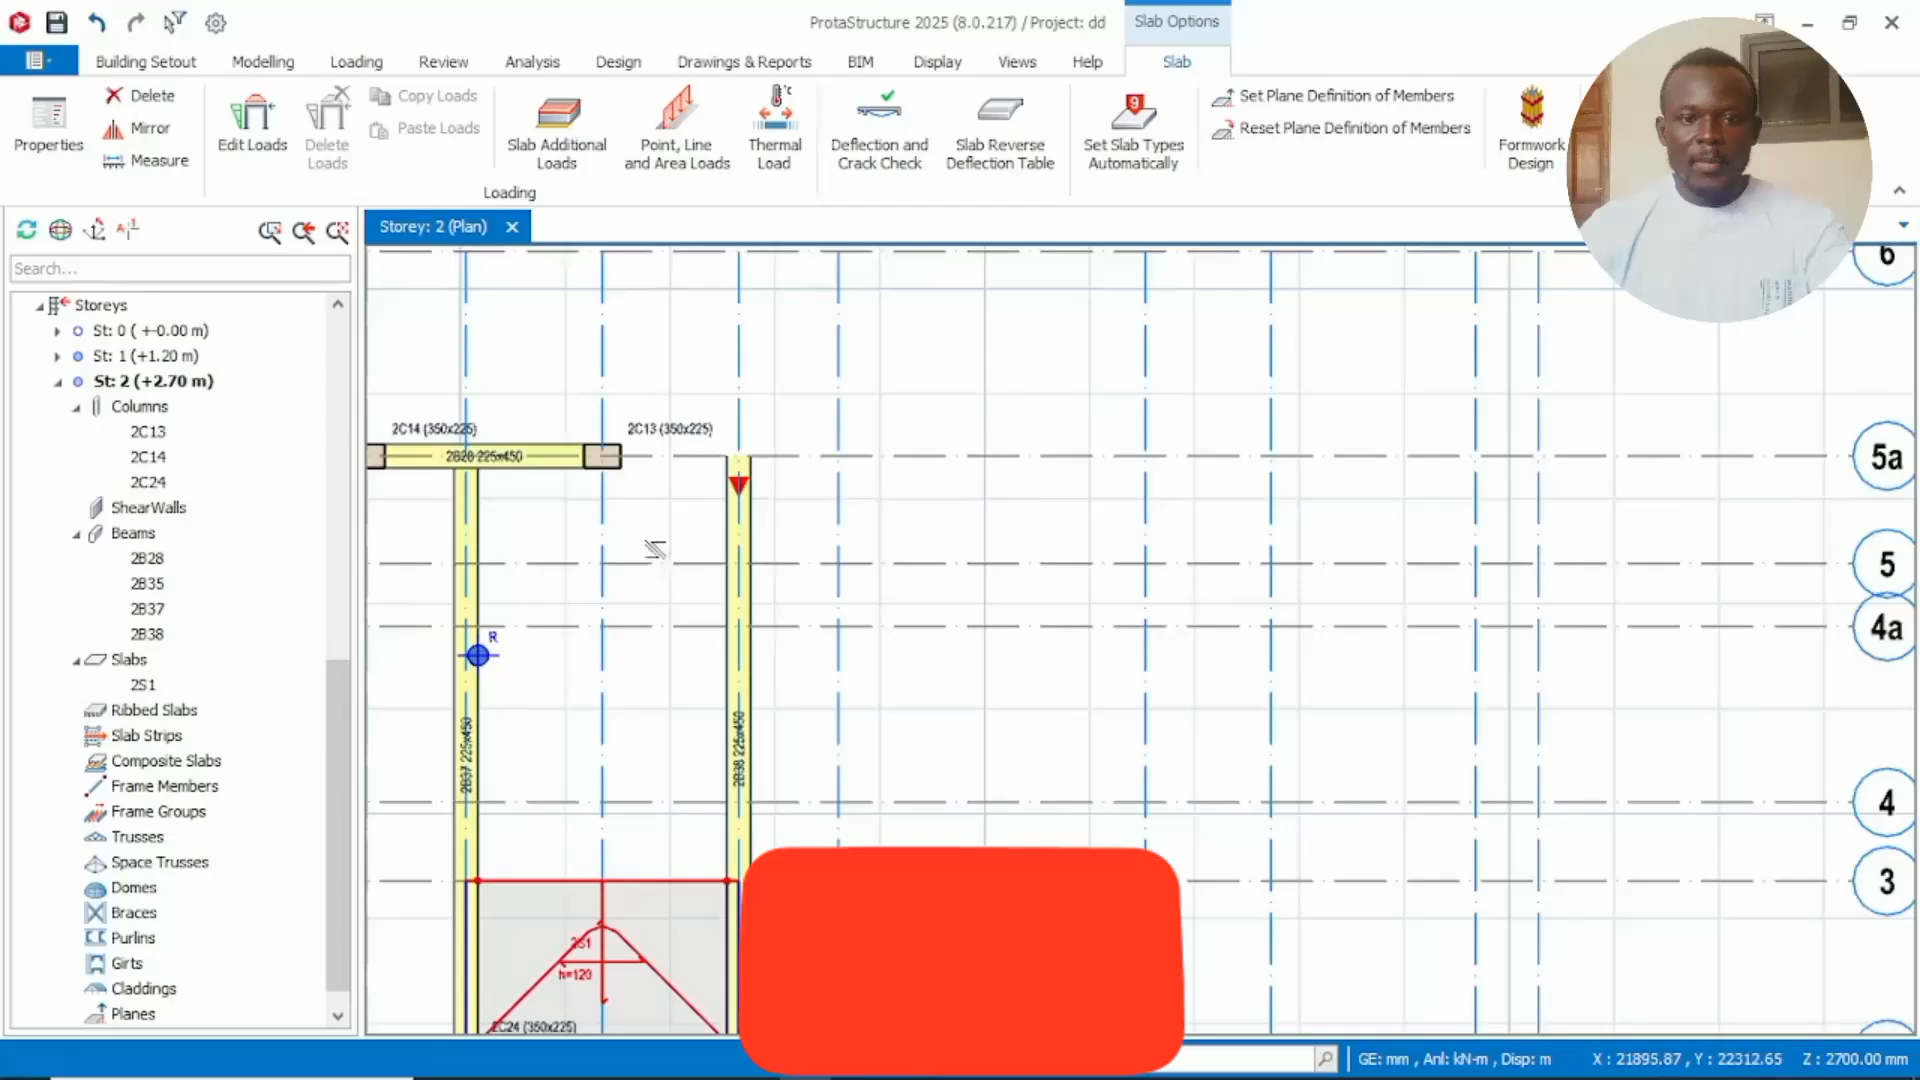 ProtaStructure 2025 (8.0.217) / Project: dd
Slab Options
Building Setout
Modelling
Loading
Review
Analysis
Design
Drawings & Reports
BIM
Display
Views
Help
Slab
Properties
Delete
Mirror
Measure
Edit Loads
Delete Loads
Copy Loads
Paste Loads
Slab Additional Loads
Point, Line and Area Loads
Thermal Load
Deflection and Crack Check
Slab Reverse Deflection Table
Set Slab Types Automatically
Set Plane Definition of Members
Reset Plane Definition of Members
Formwork Design
Loading
Storey: 2 (Plan)
Search...
Storeys
St: 0 ( +-0.00 m)
St: 1 (+1.20 m)
St: 2 (+2.70 m)
Columns
2C13
2C14
2C24
ShearWalls
Beams
2B28
2B35
2B37
2B38
Slabs
2S1
Ribbed Slabs
Slab Strips
Composite Slabs
Frame Members
Frame Groups
Trusses
Space Trusses
Domes
Braces
Purlins
Girts
Claddings
Planes
6
2C14 (350x225)
2C13 (350x225)
2B28 225x450
5a
5
4a
R
2B37 225x450
2B38 225x450
4
3
2S1
h=120
2C24 (350x225)
GE: mm , Anl: kN-m , Disp: m
X : 21895.87 , Y : 22312.65
Z : 2700.00 mm